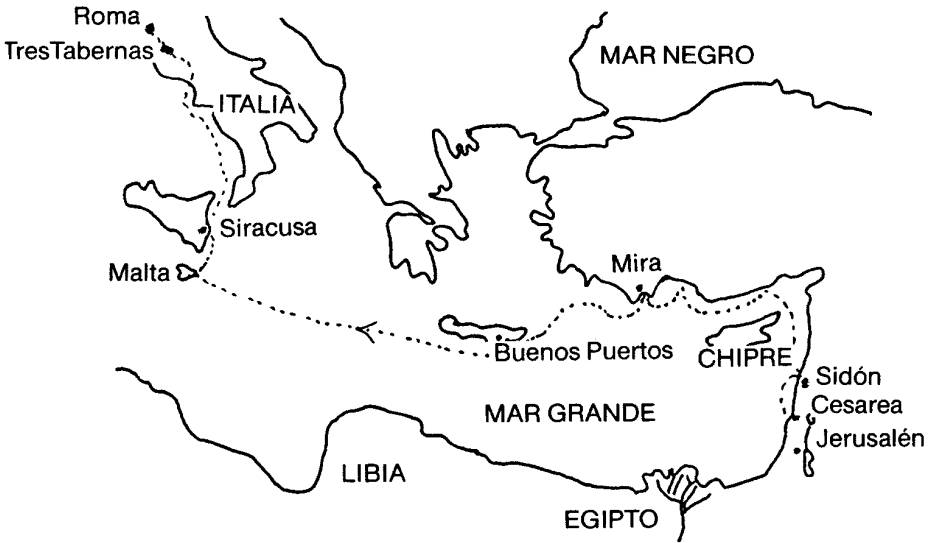 Roma
TresTabernas
MAR NEGRO
ITALIA
Siracusa
Malta
Mira
Buenos Puertos
CHIPRE
Sidón
Cesarea
MAR GRANDE
Jerusalén
LIBIA
EGIPTO